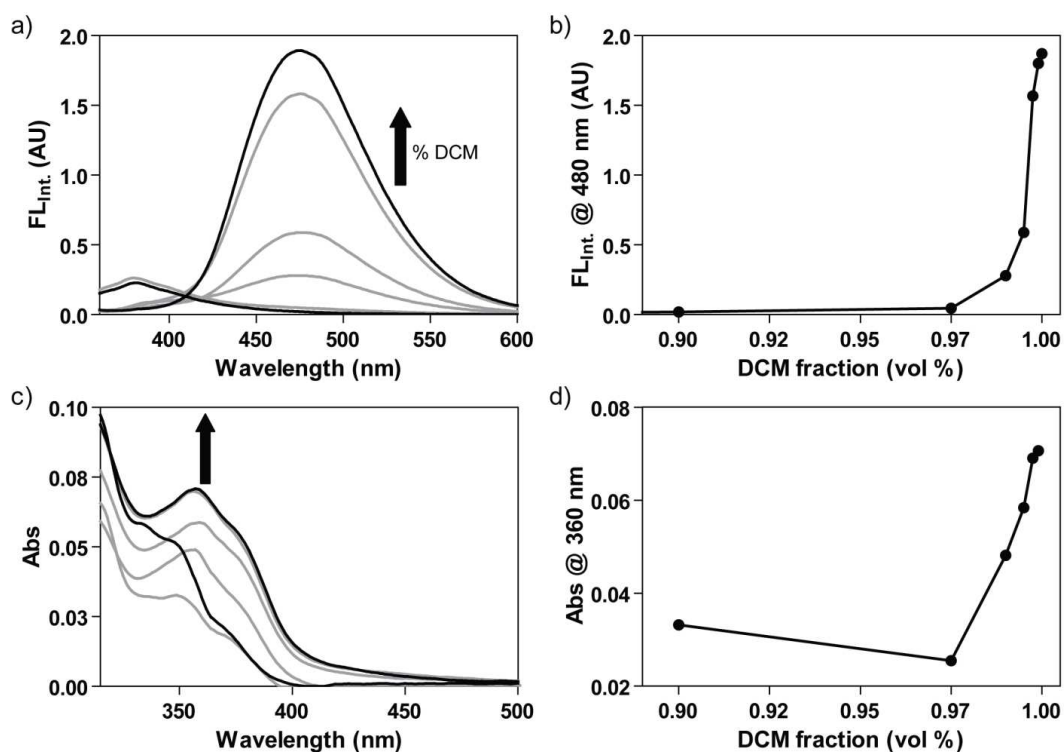 a)
2.0
1.5
1.0
0.5
0.0
FLInt. (AU)
% DCM
400
450
500
550
600
Wavelength (nm)
b)
2.0
1.5
1.0
0.5
0.0
FLInt. @ 480 nm (AU)
0.90
0.92
0.95
0.97
1.00
DCM fraction (vol %)
c)
0.10
0.08
0.05
0.03
0.00
Abs
350
400
450
500
Wavelength (nm)
d)
0.08
0.06
0.04
0.02
Abs @ 360 nm
0.90
0.92
0.95
0.97
1.00
DCM fraction (vol %)